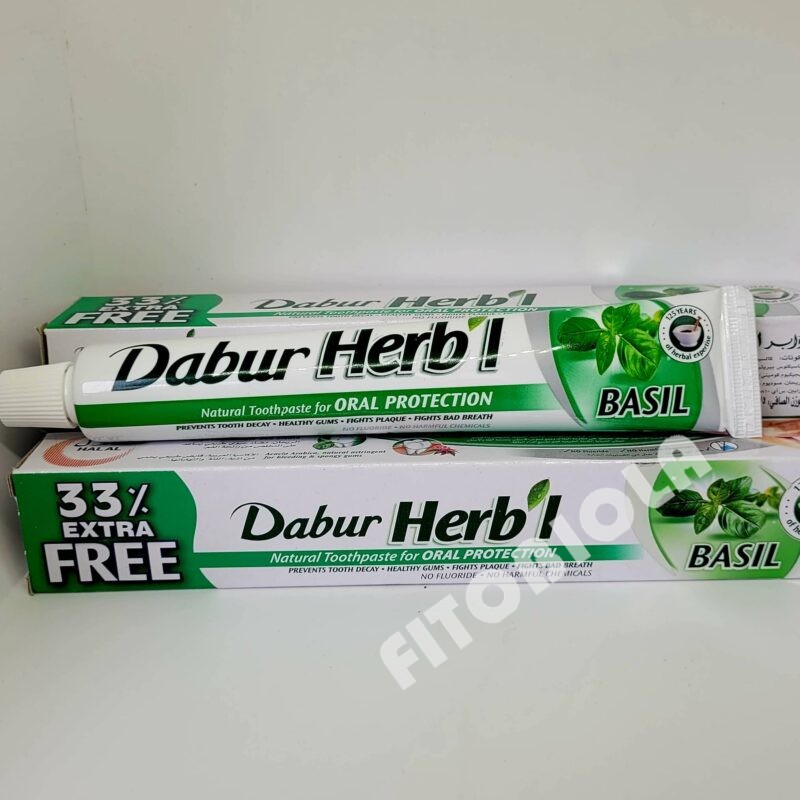 33%
EXTRA
FREE
Dabur Herb'l
ORAL PROTECTION
NO FLUORIDE
Dabur Herb'l
Natural Toothpaste for ORAL PROTECTION
PREVENTS TOOTH DECAY • HEALTHY GUMS • FIGHTS PLAQUE • FIGHTS BAD BREATH
NO FLUORIDE • NO HARMFUL CHEMICALS
125 YEARS
of herbal expertise
BASIL
HALAL
Acacia Arabica, natural astringent
for bleeding & spongy gums
33%
EXTRA
FREE
Dabur Herb'l
Natural Toothpaste for ORAL PROTECTION
PREVENTS TOOTH DECAY • HEALTHY GUMS • FIGHTS PLAQUE • FIGHTS BAD BREATH
NO FLUORIDE • NO HARMFUL CHEMICALS
BASIL
FITOMIOLA